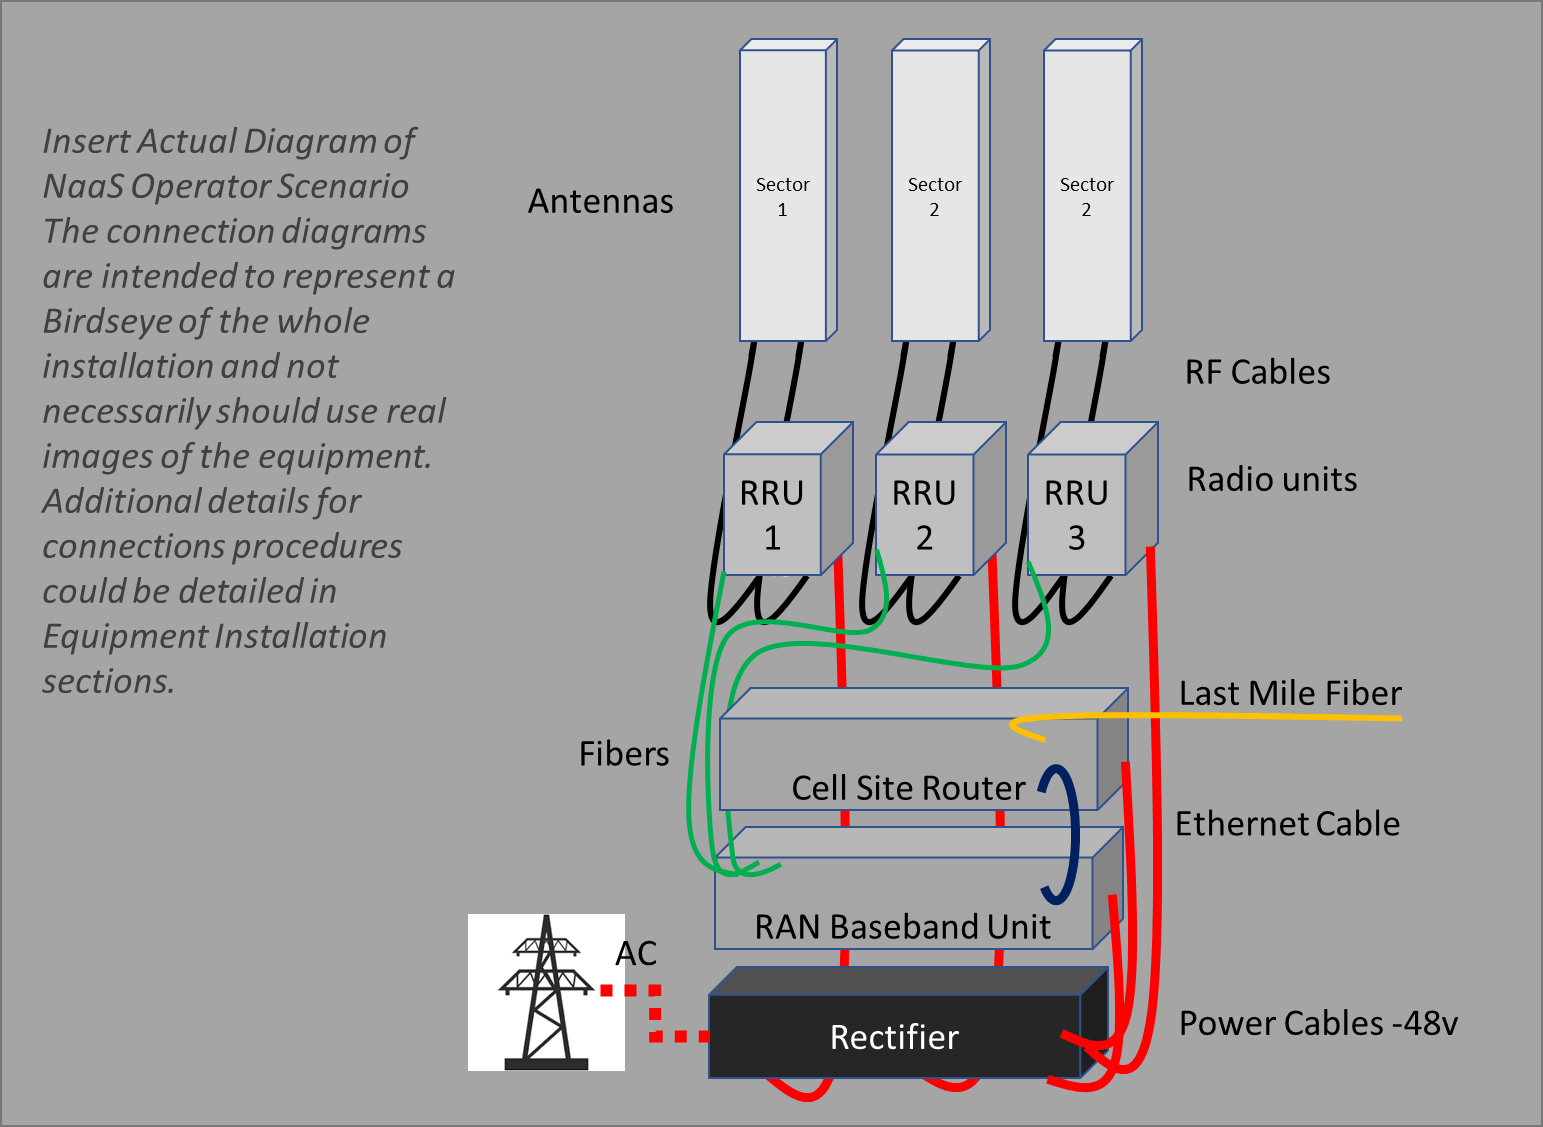 Insert Actual Diagram of
NaaS Operator Scenario
The connection diagrams
are intended to represent a
Birdseye of the whole
installation and not
necessarily should use real
images of the equipment.
Additional details for
connections procedures
could be detailed in
Equipment Installation
sections.
Antennas
Sector
1
Sector
2
Sector
2
RF Cables
RRU
1
RRU
2
RRU
3
Radio units
Last Mile Fiber
Fibers
Cell Site Router
Ethernet Cable
RAN Baseband Unit
AC
Rectifier
Power Cables -48v